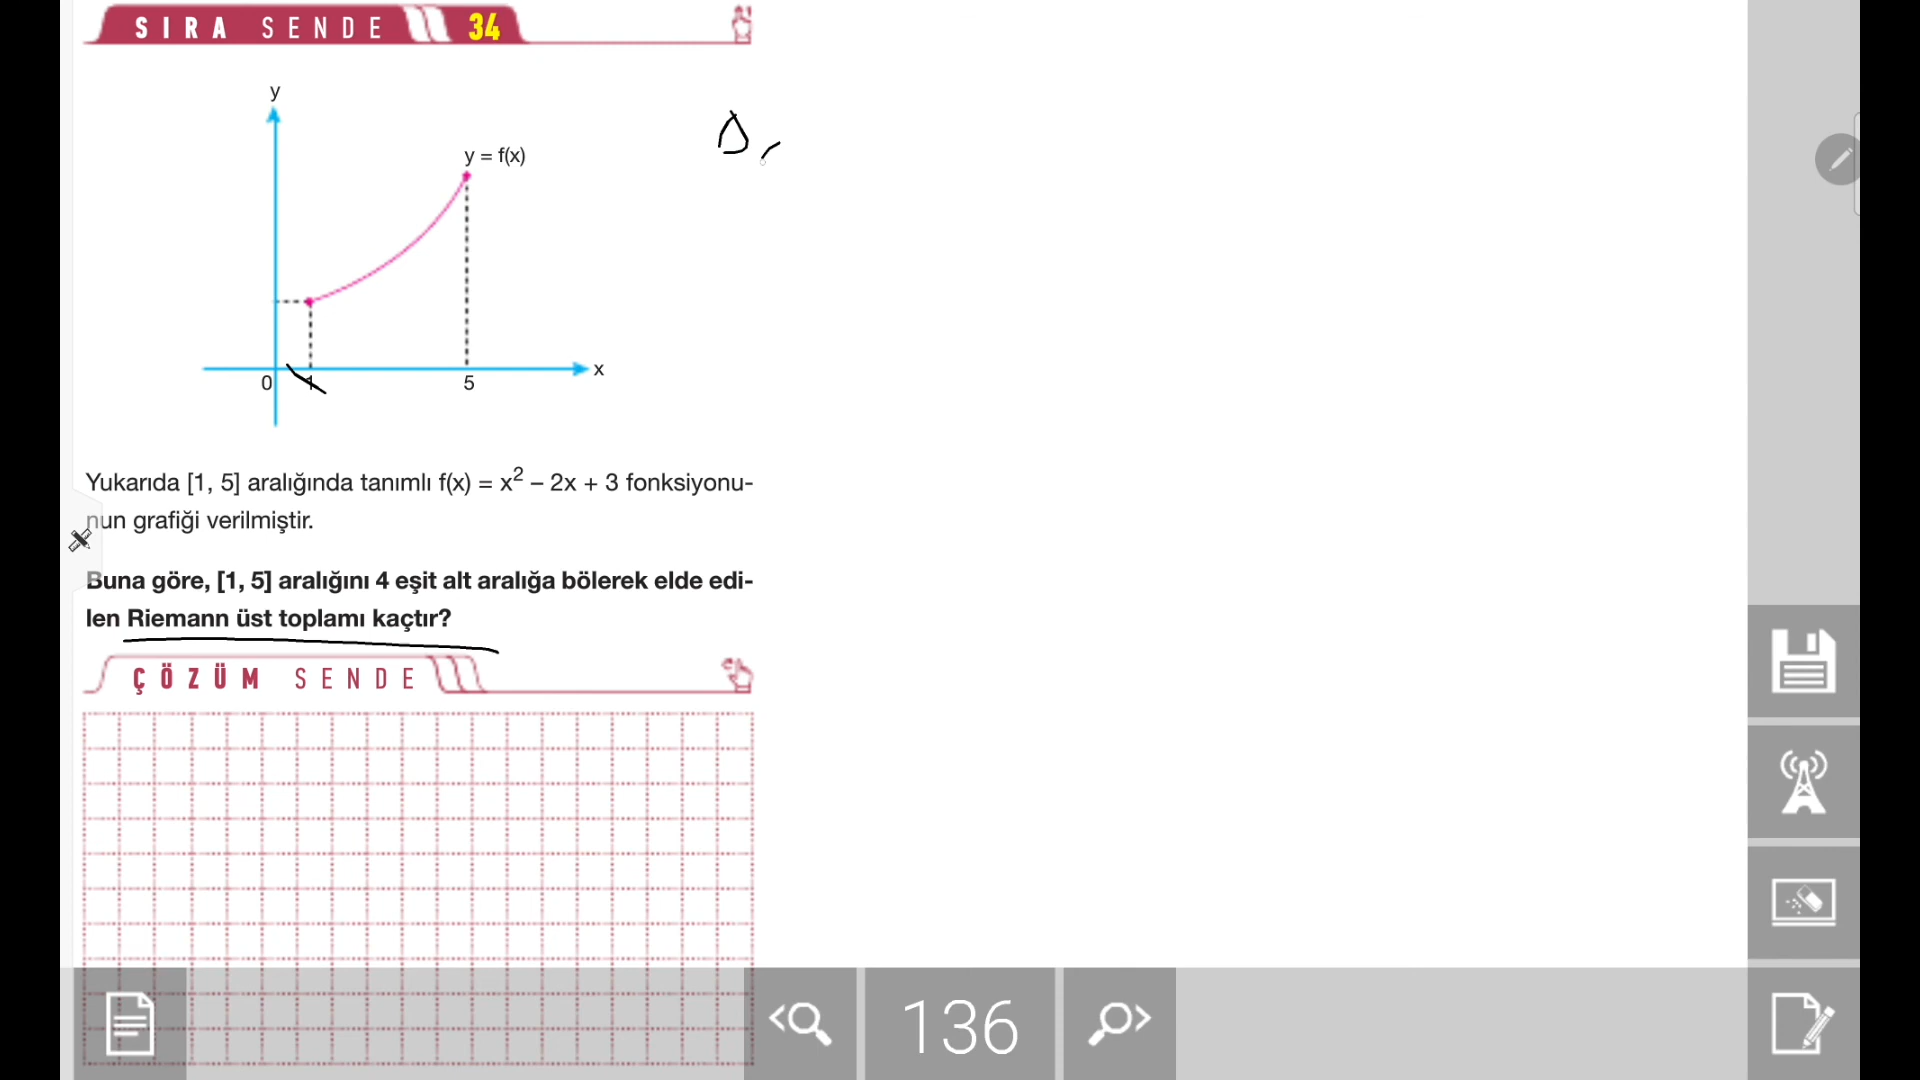 SIRA SENDE 34
y
y = f(x)
x
0 1 5
Yukarıda [1, 5] aralığında tanımlı f(x) = x² – 2x + 3 fonksiyonu-
nun grafiği verilmiştir.
Buna göre, [1, 5] aralığını 4 eşit alt aralığa bölerek elde edi-
len Riemann üst toplamı kaçtır?
ÇÖZÜM SENDE
136